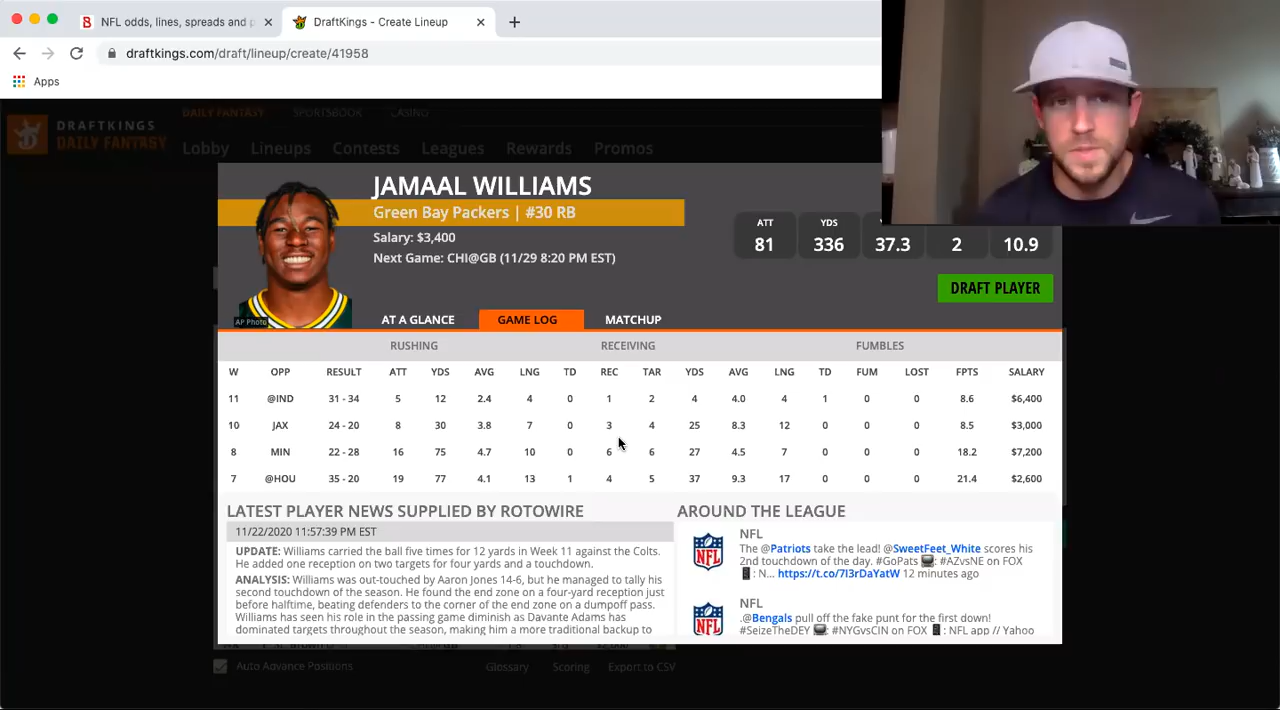 NFL odds, lines, spreads and p
DraftKings - Create Lineup
draftkings.com/draft/lineup/create/41958
Apps
DAILY FANTASY SPORTSBOOK CASINO
DRAFTKINGS
DAILY FANTASY
Lobby Lineups Contests Leagues Rewards Promos
JAMAAL WILLIAMS
Green Bay Packers | #30 RB
Salary: $3,400
Next Game: CHI@GB (11/29 8:20 PM EST)
ATT YDS
81 336 37.3 2 10.9
DRAFT PLAYER
AP Photo
AT A GLANCE GAME LOG MATCHUP
RUSHING RECEIVING FUMBLES
W OPP RESULT ATT YDS AVG LNG TD REC TAR YDS AVG LNG TD FUM LOST FPTS SALARY
11 @IND 31 - 34 5 12 2.4 4 0 1 2 4 4.0 4 1 0 0 8.6 $6,400
10 JAX 24 - 20 8 30 3.8 7 0 3 4 25 8.3 12 0 0 0 8.5 $3,000
8 MIN 22 - 28 16 75 4.7 10 0 6 6 27 4.5 7 0 0 0 18.2 $7,200
7 @HOU 35 - 20 19 77 4.1 13 1 4 5 37 9.3 17 0 0 0 21.4 $2,600
LATEST PLAYER NEWS SUPPLIED BY ROTOWIRE
11/22/2020 11:57:39 PM EST
UPDATE: Williams carried the ball five times for 12 yards in Week 11 against the Colts.
He added one reception on two targets for four yards and a touchdown.
ANALYSIS: Williams was out-touched by Aaron Jones 14-6, but he managed to tally his
second touchdown of the season. He found the end zone on a four-yard reception just
before halftime, beating defenders to the corner of the end zone on a dumpoff pass.
Williams has seen his role in the passing game diminish as Davante Adams has
dominated targets throughout the season, making him a more traditional backup to
AROUND THE LEAGUE
NFL
The @Patriots take the lead! @SweetFeet_White scores his
2nd touchdown of the day. #GoPats 📺: #AZvsNE on FOX
📱: N... https://t.co/7I3rDaYatW 12 minutes ago
NFL
.@Bengals pull off the fake punt for the first down!
#SeizeTheDEY 📺: #NYGvsCIN on FOX 📱: NFL app // Yahoo
Auto Advance Positions Glossary Scoring Export to CSV